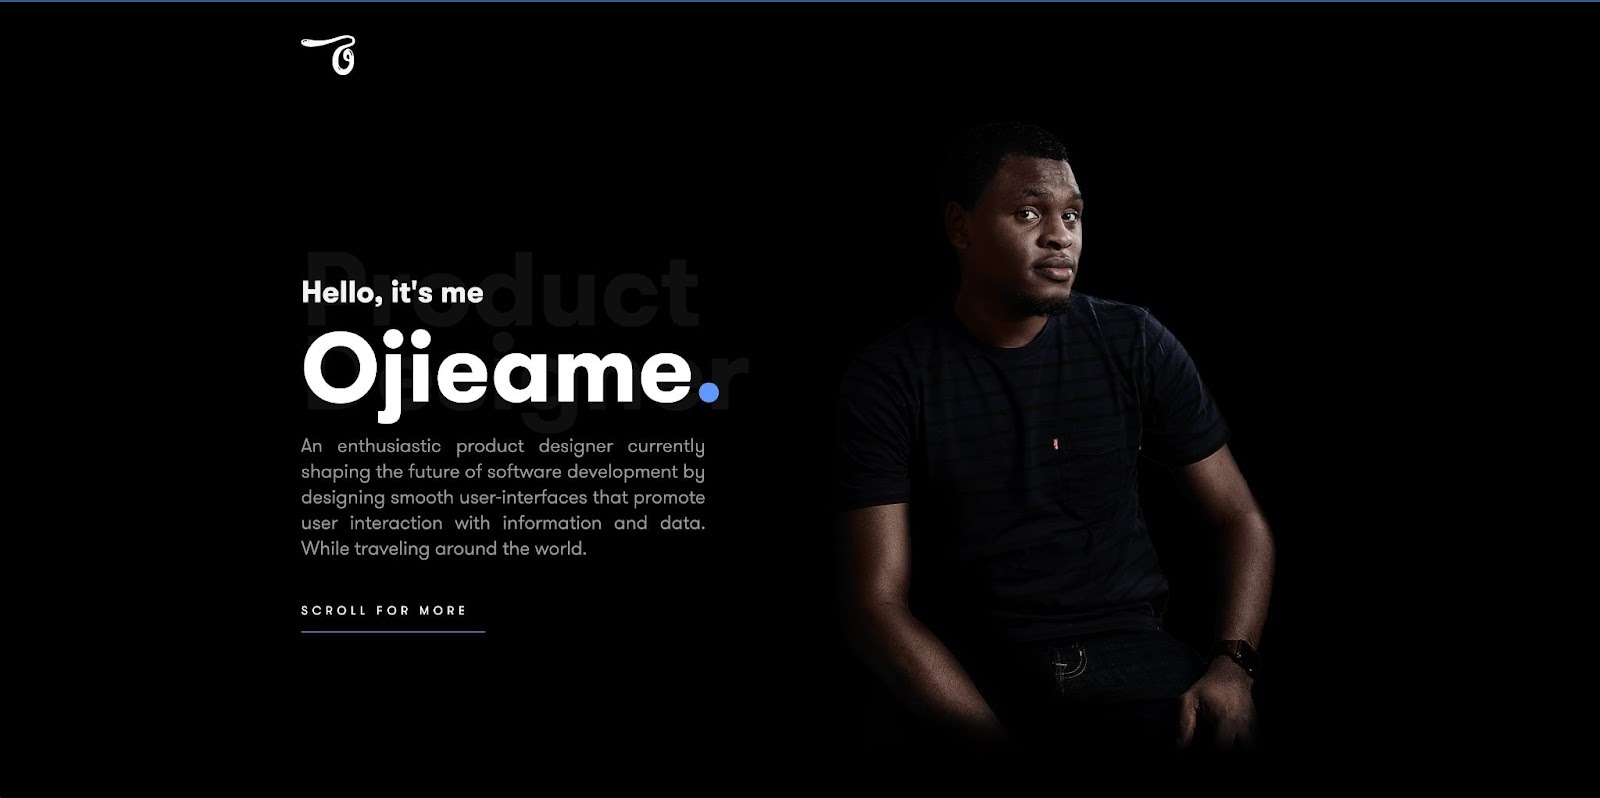 Product
Designer
Hello, it's me
Ojieame.
An enthusiastic product designer currently
shaping the future of software development by
designing smooth user-interfaces that promote
user interaction with information and data.
While traveling around the world.
SCROLL FOR MORE